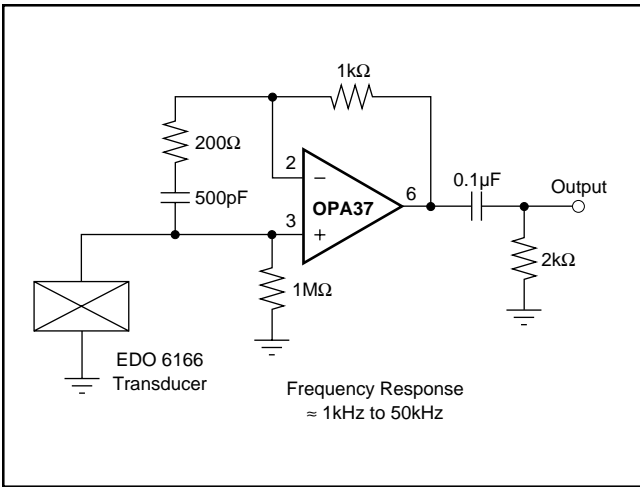 1kΩ
200Ω
2
6
0.1μF
Output
−
500pF
OPA37
3
+
2kΩ
1MΩ
EDO 6166
Transducer
Frequency Response
≈ 1kHz to 50kHz